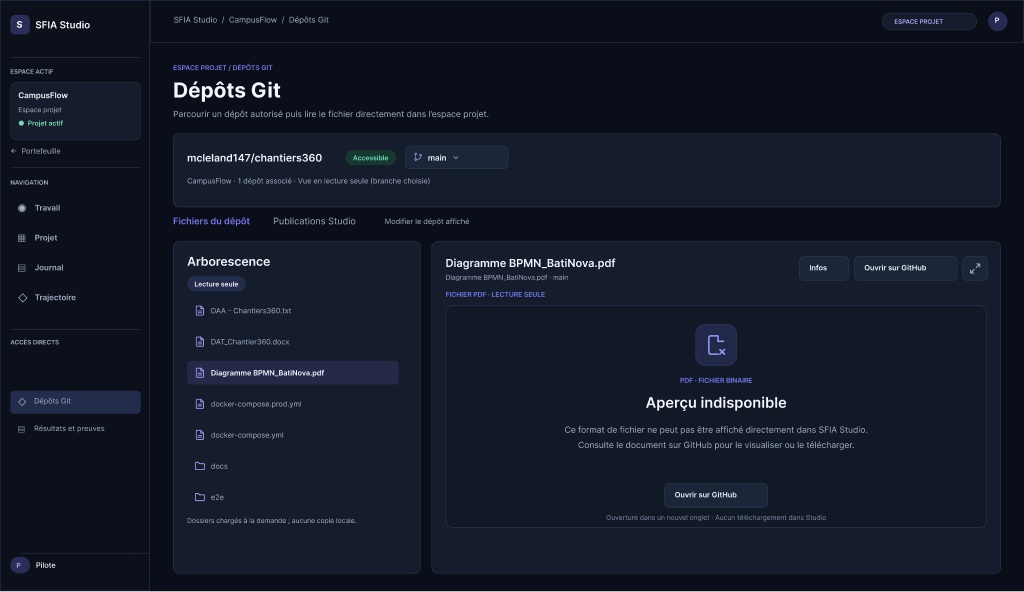 S SFIA Studio
ESPACE ACTIF
CampusFlow
Espace projet
Projet actif
← Portefeuille
NAVIGATION
Travail
Projet
Journal
Trajectoire
ACCÈS DIRECTS
Dépôts Git
Résultats et preuves
P Pilote
SFIA Studio / CampusFlow / Dépôts Git
ESPACE PROJET
P
ESPACE PROJET / DÉPÔTS GIT
Dépôts Git
Parcourir un dépôt autorisé puis lire le fichier directement dans l'espace projet.
mcleland147/chantiers360 Accessible main
CampusFlow · 1 dépôt associé · Vue en lecture seule (branche choisie)
Fichiers du dépôt Publications Studio Modifier le dépôt affiché
Arborescence
Lecture seule
DAA - Chantiers360.txt
DAT_Chantier360.docx
Diagramme BPMN_BatiNova.pdf
docker-compose.prod.yml
docker-compose.yml
docs
e2e
Dossiers chargés à la demande ; aucune copie locale.
Diagramme BPMN_BatiNova.pdf
Diagramme BPMN_BatiNova.pdf · main
Infos
Ouvrir sur GitHub
FICHIER PDF · LECTURE SEULE
PDF · FICHIER BINAIRE
Aperçu indisponible
Ce format de fichier ne peut pas être affiché directement dans SFIA Studio.
Consulte le document sur GitHub pour le visualiser ou le télécharger.
Ouvrir sur GitHub
Ouverture dans un nouvel onglet · Aucun téléchargement dans Studio